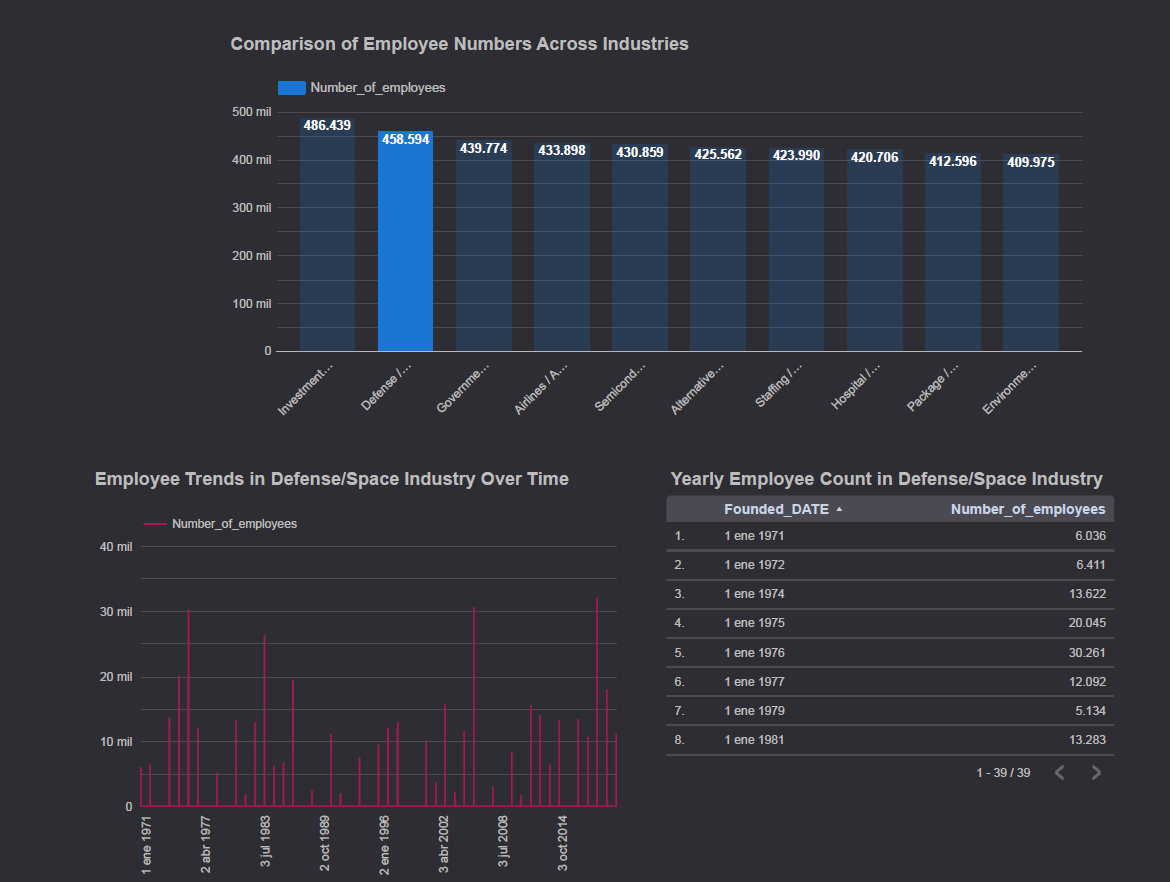 Comparison of Employee Numbers Across Industries
Number_of_employees
500 mil
400 mil
300 mil
200 mil
100 mil
0
486.439
458.594
439.774
433.898
430.859
425.562
423.990
420.706
412.596
409.975
Investment…
Defense /…
Governme…
Airlines / A…
Semicond…
Alternative…
Staffing /…
Hospital /…
Package /…
Environme…
Employee Trends in Defense/Space Industry Over Time
Number_of_employees
40 mil
30 mil
20 mil
10 mil
0
1 ene 1971
2 abr 1977
3 jul 1983
2 oct 1989
2 ene 1996
3 abr 2002
3 jul 2008
3 oct 2014
Yearly Employee Count in Defense/Space Industry
Founded_DATE Number_of_employees
1. 1 ene 1971 6.036
2. 1 ene 1972 6.411
3. 1 ene 1974 13.622
4. 1 ene 1975 20.045
5. 1 ene 1976 30.261
6. 1 ene 1977 12.092
7. 1 ene 1979 5.134
8. 1 ene 1981 13.283
1 - 39 / 39